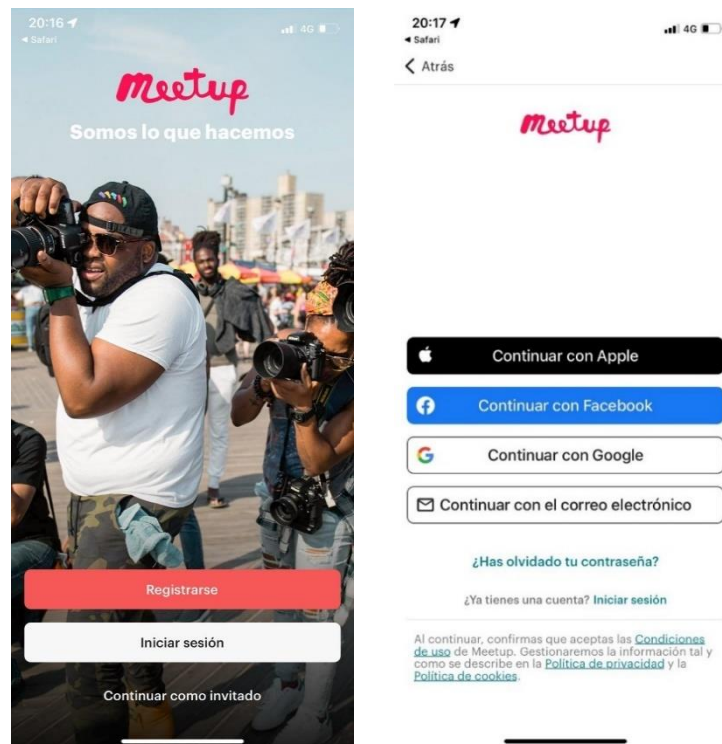 20:16
4G
◄ Safari
meetup
Somos lo que hacemos
Registrarse
Iniciar sesión
Continuar como invitado
20:17
4G
◄ Safari
Atrás
meetup
Continuar con Apple
Continuar con Facebook
Continuar con Google
Continuar con el correo electrónico
¿Has olvidado tu contraseña?
¿Ya tienes una cuenta? Iniciar sesión
Al continuar, confirmas que aceptas las Condiciones
de uso de Meetup. Gestionaremos la información tal y
como se describe en la Política de privacidad y la
Política de cookies.